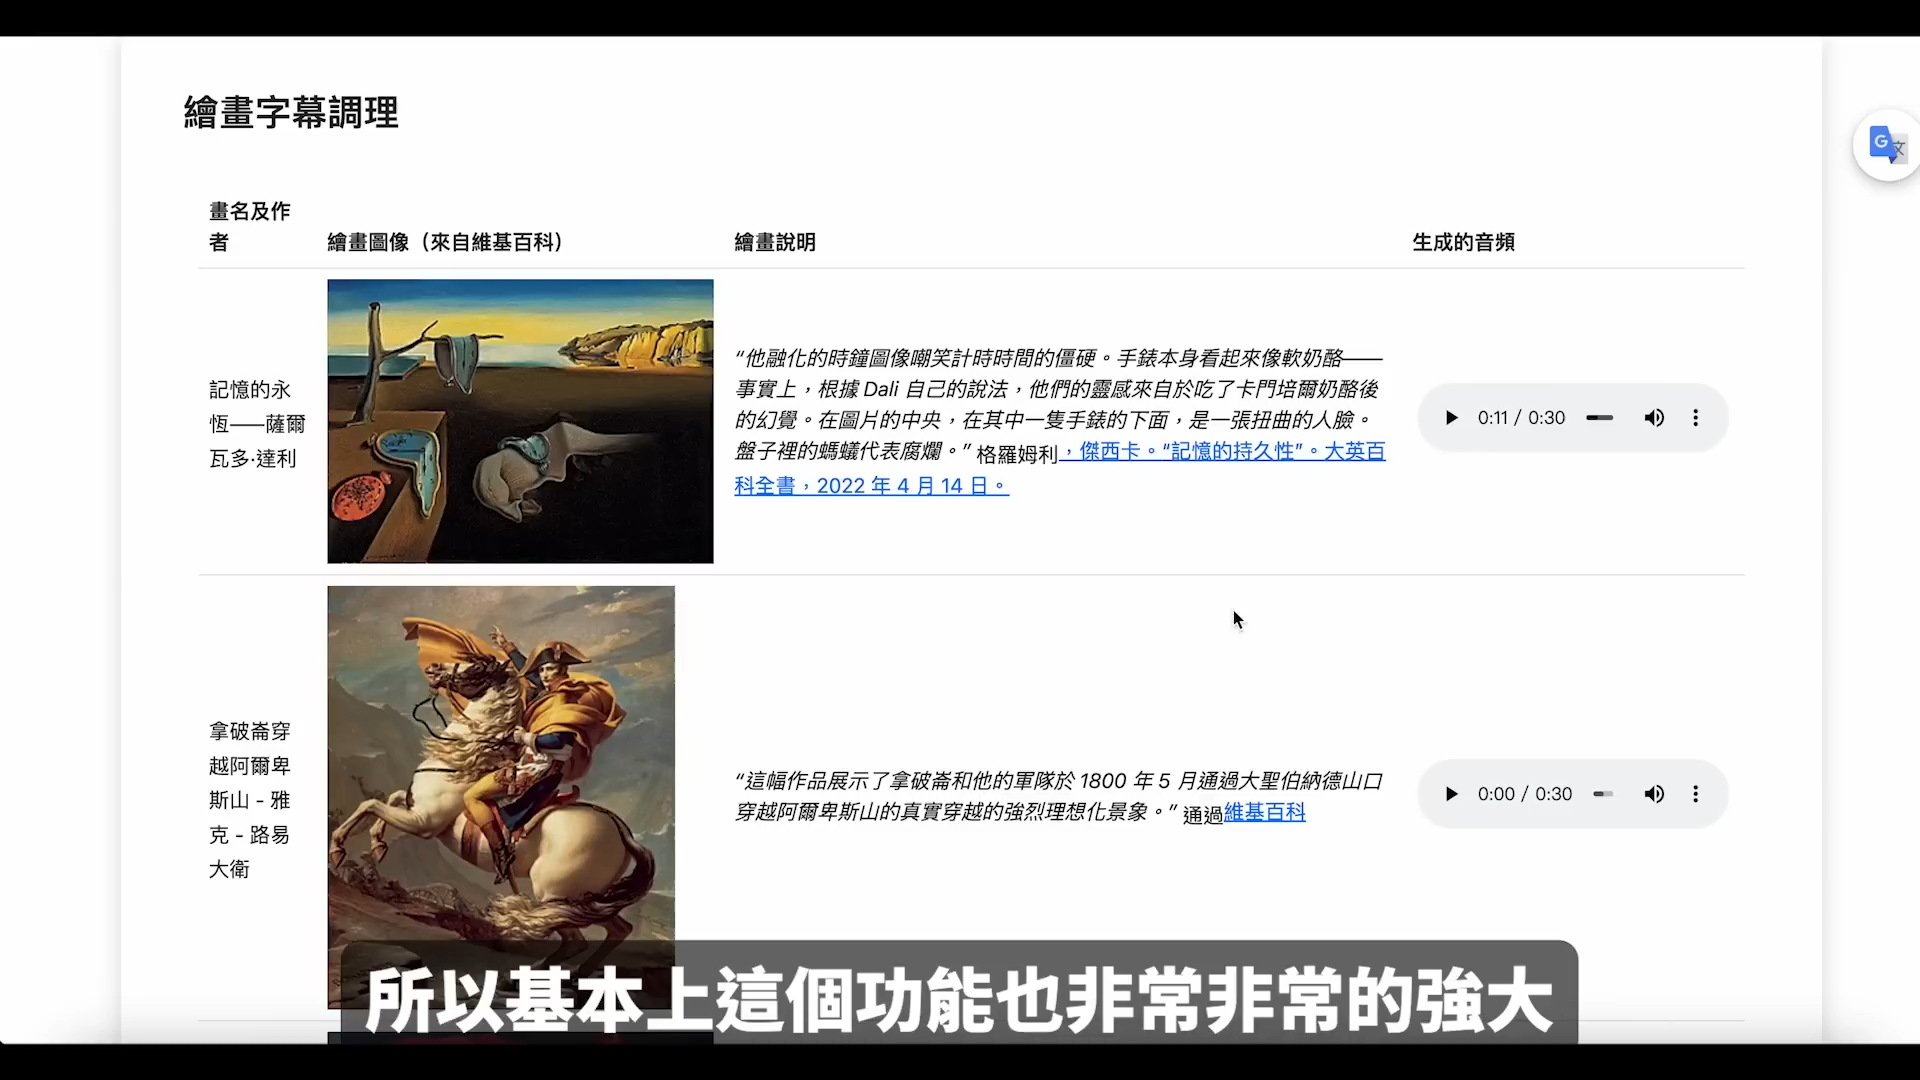 繪畫字幕調理
畫名及作
者
繪畫圖像（來自維基百科）
繪畫說明
生成的音頻
記憶的永
恆——薩爾
瓦多·達利
“他融化的時鐘圖像嘲笑計時時間的僵硬。手錶本身看起來像軟奶酪——
事實上，根據 Dali 自己的說法，他們的靈感來自於吃了卡門培爾奶酪後
的幻覺。在圖片的中央，在其中一隻手錶的下面，是一張扭曲的人臉。
盤子裡的螞蟻代表腐爛。” 格羅姆利，傑西卡。“記憶的持久性”。大英百
科全書，2022 年 4 月 14 日。
0:11 / 0:30
拿破崙穿
越阿爾卑
斯山 - 雅
克 - 路易
大衛
“這幅作品展示了拿破崙和他的軍隊於 1800 年 5 月通過大聖伯納德山口
穿越阿爾卑斯山的真實穿越的強烈理想化景象。” 通過維基百科
0:00 / 0:30
所以基本上這個功能也非常非常的強大